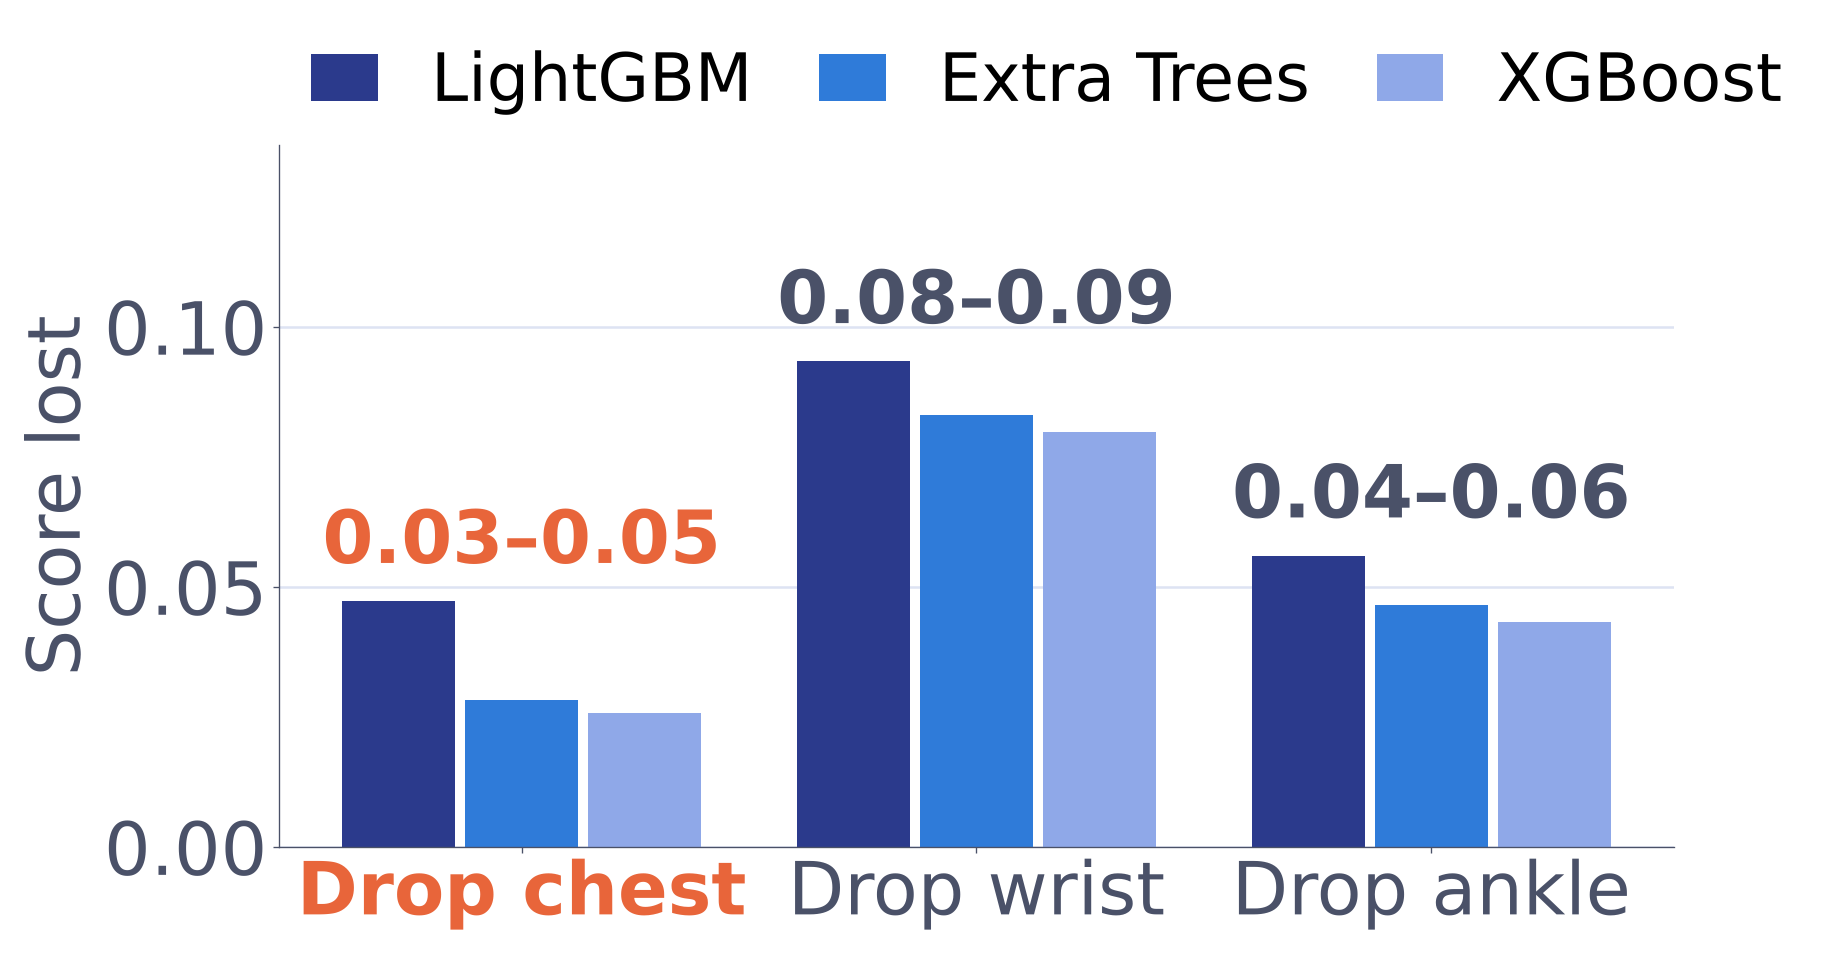 LightGBM Extra Trees XGBoost
Score lost
0.10
0.05
0.00
0.03–0.05
0.08–0.09
0.04–0.06
Drop chest Drop wrist Drop ankle